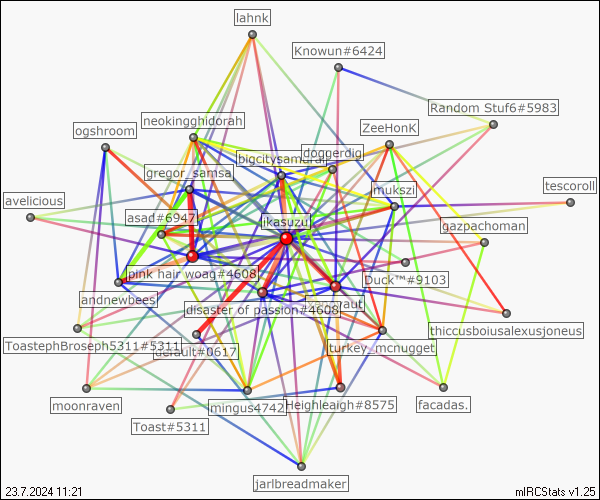 lahnk
Knowun#6424
Random Stuf6#5983
neokingghidorah
ZeeHonK
ogshroom
doggerdig
bigcitysamurai
gregor_samsa
mukszi
tescoroll
avelicious
asad#6947
ikasuzu
gazpachoman
pink hair woag#4608
Duck™#9103
andnewbees
disaster of passion#4608
raut
thiccusboiusalexusjoneus
ToastephBroseph5311#5311
default#0617
turkey_mcnugget
moonraven
mingus4742
Heighleigh#8575
facadas.
Toast#5311
jarlbreadmaker
23.7.2024 11:21
mIRCStats v1.25